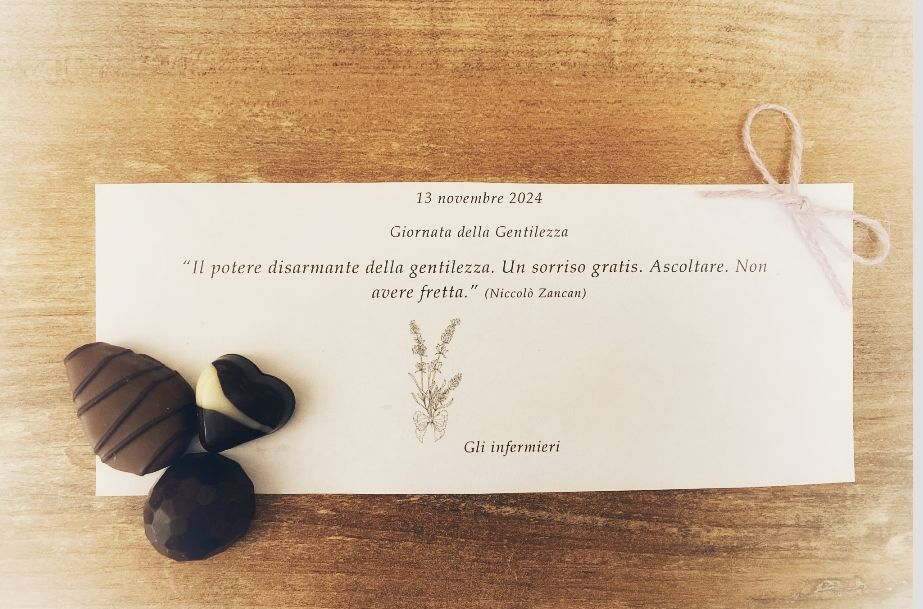 13 novembre 2024
Giornata della Gentilezza
“Il potere disarmante della gentilezza. Un sorriso gratis. Ascoltare. Non
avere fretta.” (Niccolò Zancan)
Gli infermieri